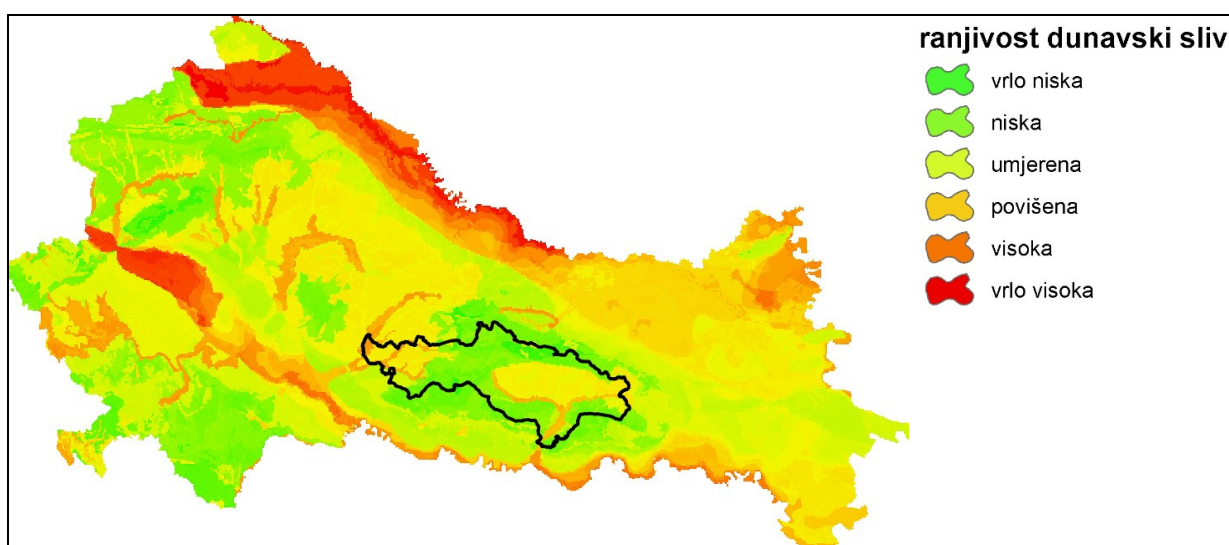 ranjivost dunavski sliv
vrlo niska
niska
umjerena
povišena
visoka
vrlo visoka